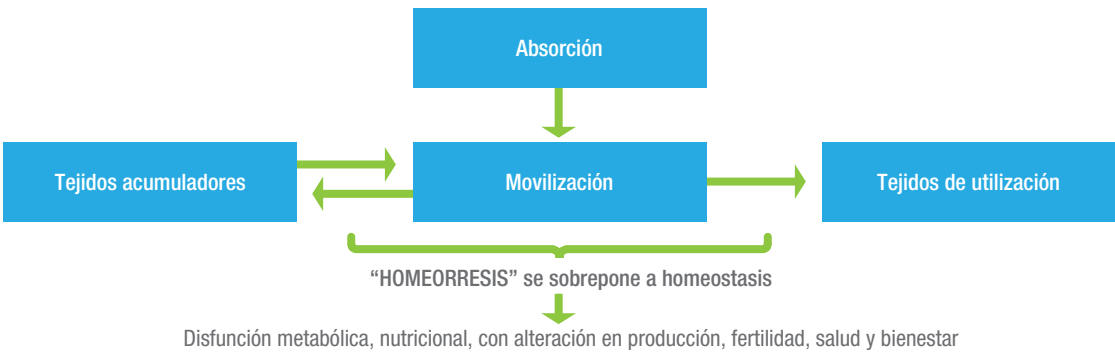 Absorción
Tejidos acumuladores
Movilización
Tejidos de utilización
“HOMEORRESIS” se sobrepone a homeostasis
Disfunción metabólica, nutricional, con alteración en producción, fertilidad, salud y bienestar